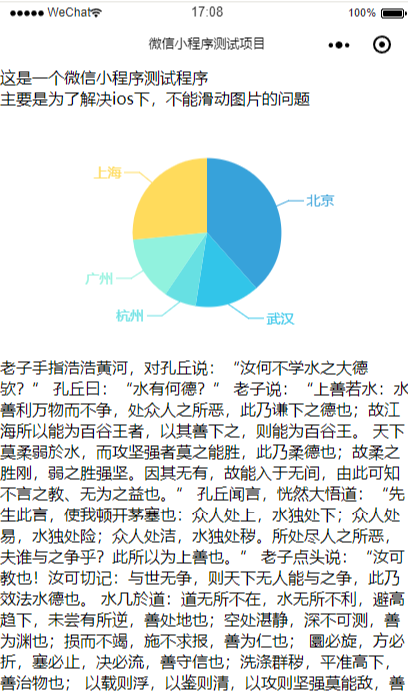 WeChat 17:08 100%
微信小程序测试项目
这是一个微信小程序测试程序
主要是为了解决ios下，不能滑动图片的问题
上海
北京
广州
杭州
武汉
老子手指浩浩黄河，对孔丘说：“汝何不学水之大德
欤？“ 孔丘曰：“水有何德？” 老子说：“上善若水：水
善利万物而不争，处众人之所恶，此乃谦下之德也；故江
海所以能为百谷王者，以其善下之，则能为百谷王。 天下
莫柔弱於水，而攻坚强者莫之能胜，此乃柔德也；故柔之
胜刚，弱之胜强坚。因其无有，故能入于无间，由此可知
不言之教、无为之益也。” 孔丘闻言，恍然大悟道：“先
生此言，使我顿开茅塞也：众人处上，水独处下；众人处
易，水独处险；众人处洁，水独处秽。所处尽人之所恶，
夫谁与之争乎？此所以为上善也。” 老子点头说：“汝可
教也！汝可切记：与世无争，则天下无人能与之争，此乃
效法水德也。 水几於道：道无所不在，水无所不利，避高
趋下，未尝有所逆，善处地也；空处湛静，深不可测，善
为渊也；损而不竭，施不求报，善为仁也； 圜必旋，方必
折，塞必止，决必流，善守信也；洗涤群秽，平准高下，
善治物也； 以载则浮，以鉴则清，以攻则坚强莫能敌，善